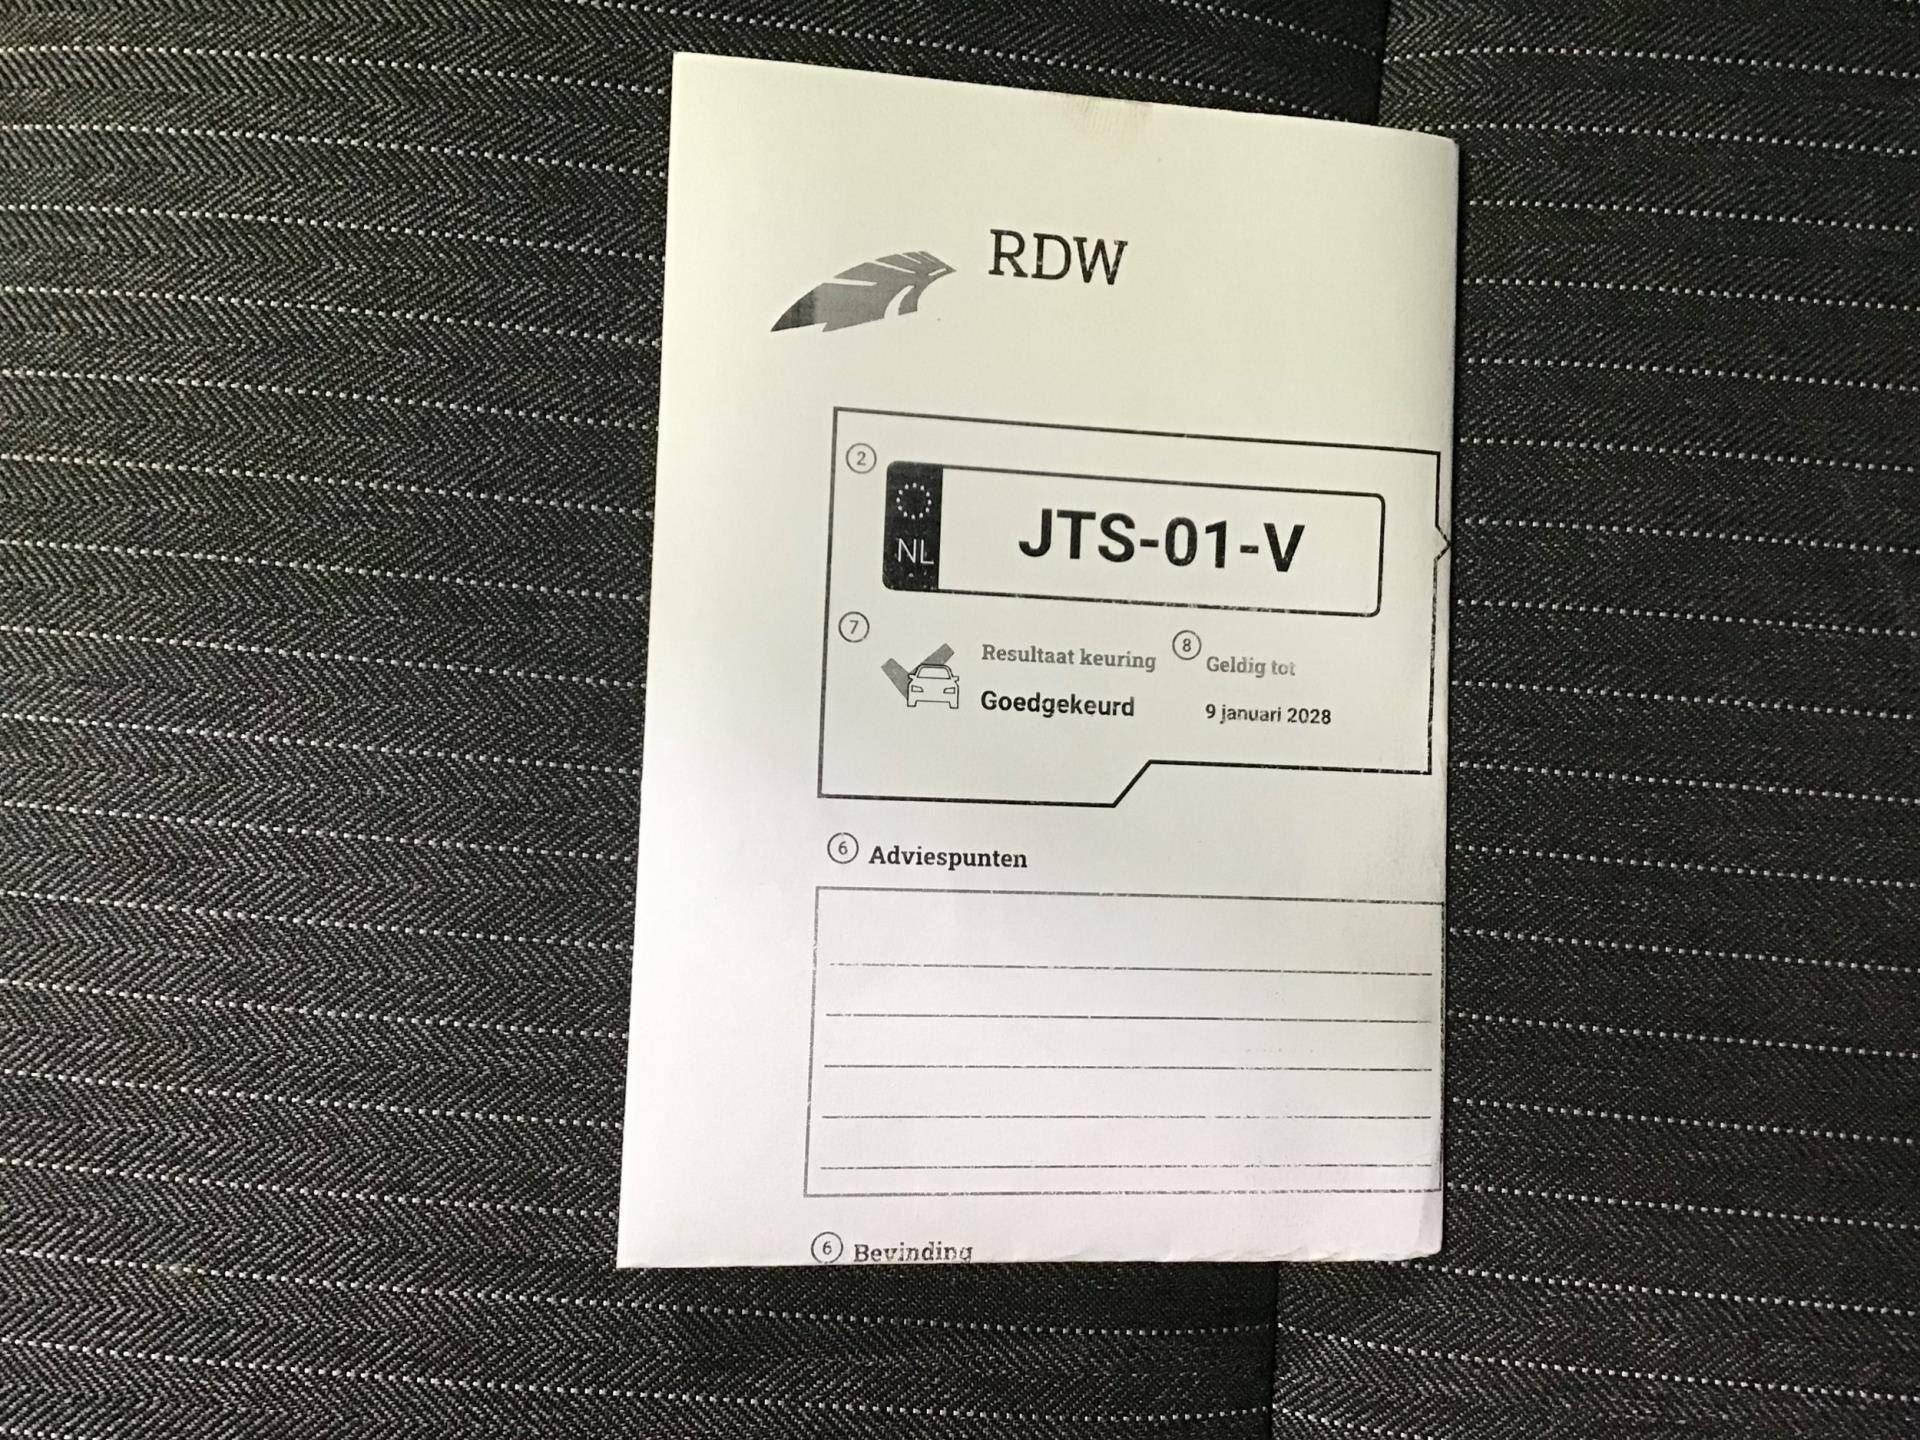 RDW
2
NL
JTS-01-V
7
Resultaat keuring
8
Geldig tot
Goedgekeurd
9 januari 2028
6 Adviespunten
6 Bevinding